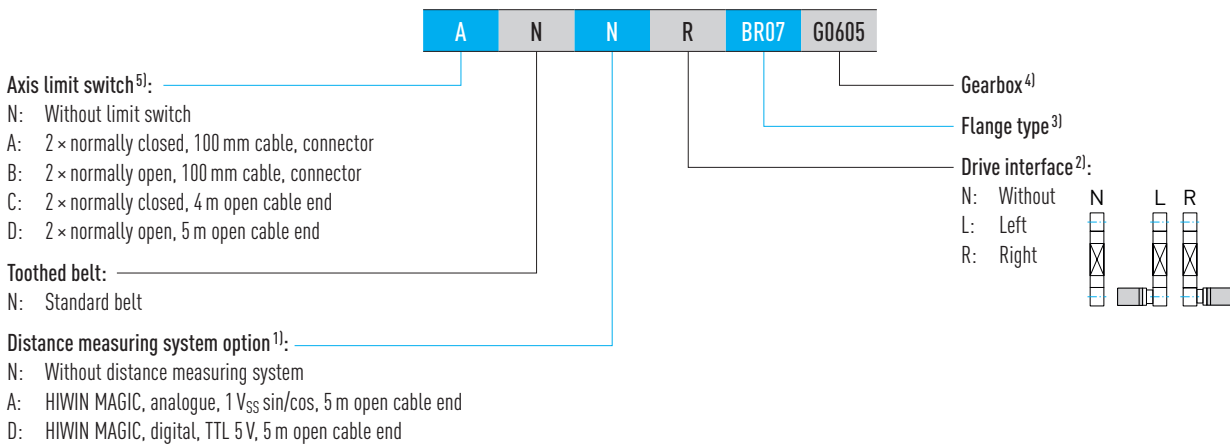 A N N R BR07 G0605
Axis limit switch⁵⁾:
N: Without limit switch
A: 2 × normally closed, 100 mm cable, connector
B: 2 × normally open, 100 mm cable, connector
C: 2 × normally closed, 4 m open cable end
D: 2 × normally open, 5 m open cable end
Toothed belt:
N: Standard belt
Distance measuring system option¹⁾:
N: Without distance measuring system
A: HIWIN MAGIC, analogue, 1 VSS sin/cos, 5 m open cable end
D: HIWIN MAGIC, digital, TTL 5 V, 5 m open cable end
Gearbox⁴⁾
Flange type³⁾
Drive interface²⁾:
N: Without
L: Left
R: Right
N L R